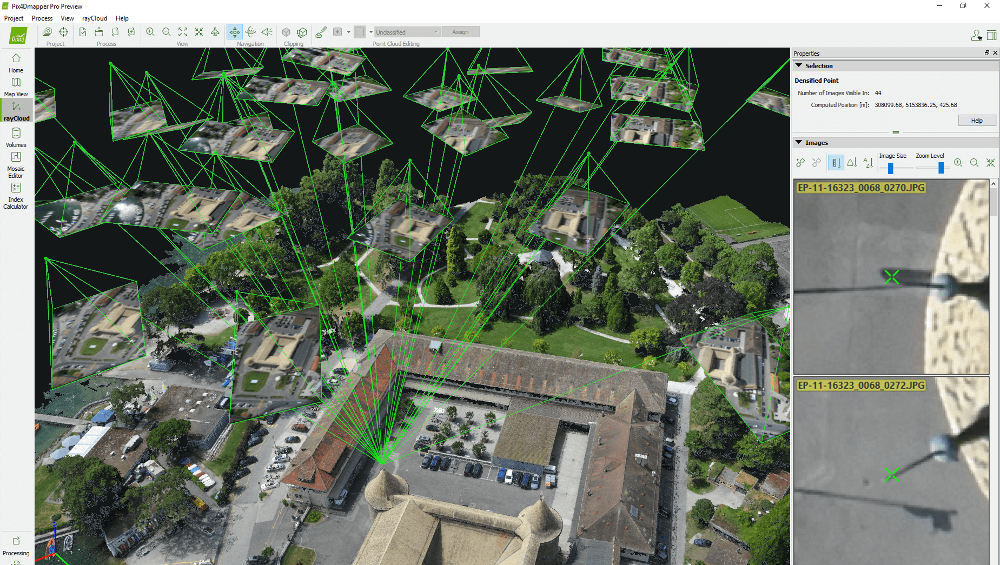 Pix4Dmapper Pro Preview
Project Process View rayCloud Help
PIX4D
Project Process View Navigation Clipping Point Cloud Editing
Unclassified Assign
Home
Map View
rayCloud
Volumes
Mosaic
Editor
Index
Calculator
Processing
Properties
Selection
Densified Point
Number of Images Visible In: 44
Computed Position [m]: 308099.68, 5153836.25, 425.68
Help
Images
Image Size Zoom Level
EP-11-16323_0068_0270.JPG
EP-11-16323_0068_0272.JPG